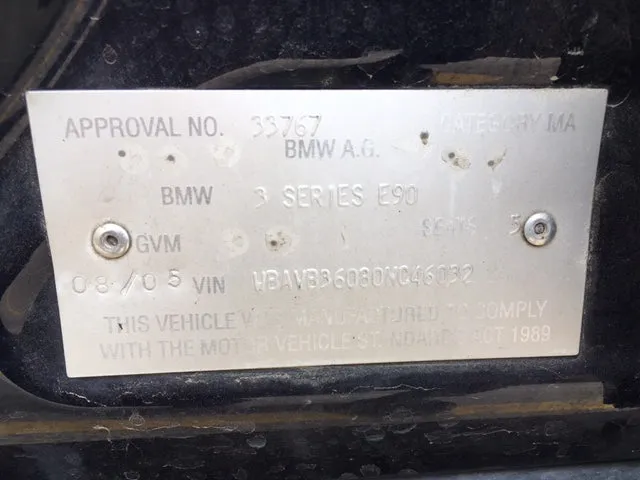 APPROVAL NO. 33767 CATEGORY MA
BMW A.G.
BMW 3 SERIES E90
SEATS 5
GVM
08/05 VIN WBAVB36030NC46032
THIS VEHICLE WAS MANUFACTURED TO COMPLY
WITH THE MOTOR VEHICLE STANDARDS ACT 1989